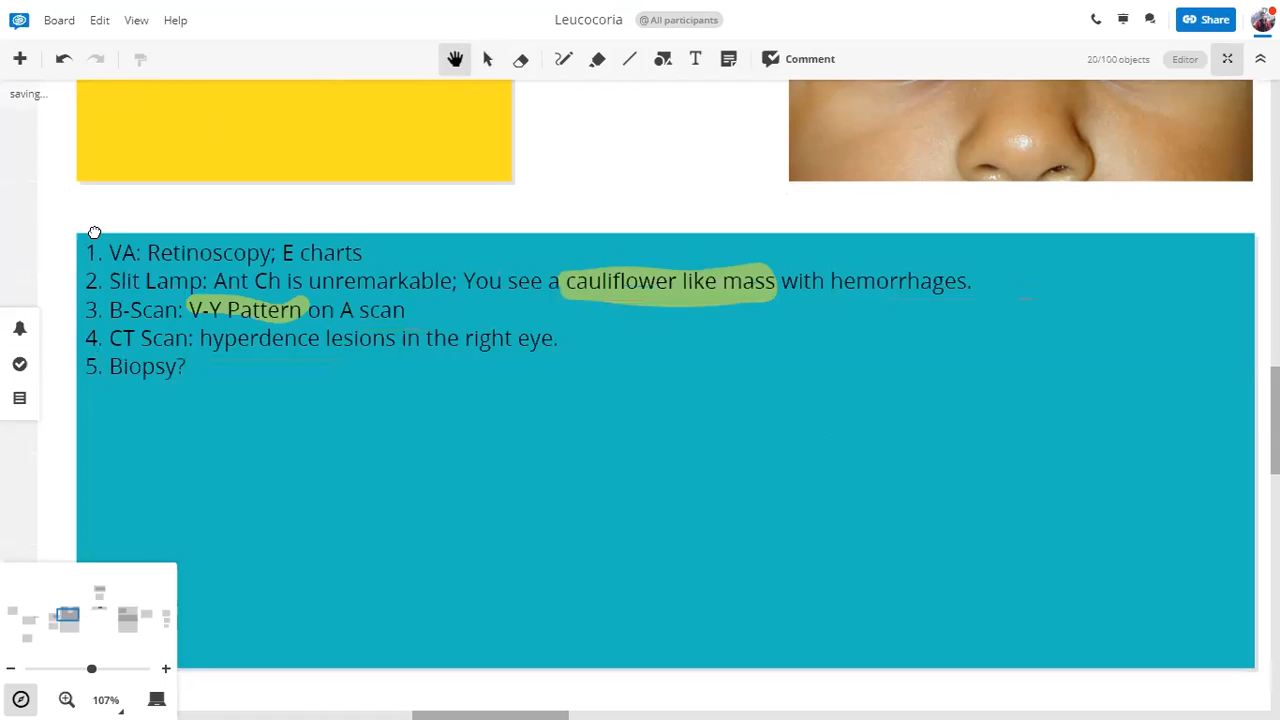 Board Edit View Help Leucocoria @All participants Share
Comment 20/100 objects Editor
saving...
1. VA: Retinoscopy; E charts
2. Slit Lamp: Ant Ch is unremarkable; You see a cauliflower like mass with hemorrhages.
3. B-Scan: V-Y Pattern on A scan
4. CT Scan: hyperdence lesions in the right eye.
5. Biopsy?
107%